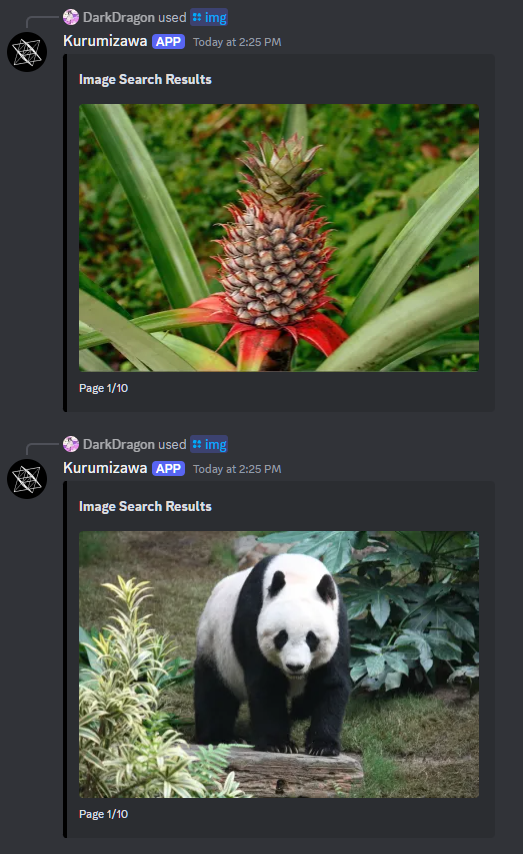 DarkDragon used img
Kurumizawa APP Today at 2:25 PM
Image Search Results
Page 1/10
DarkDragon used img
Kurumizawa APP Today at 2:25 PM
Image Search Results
Page 1/10